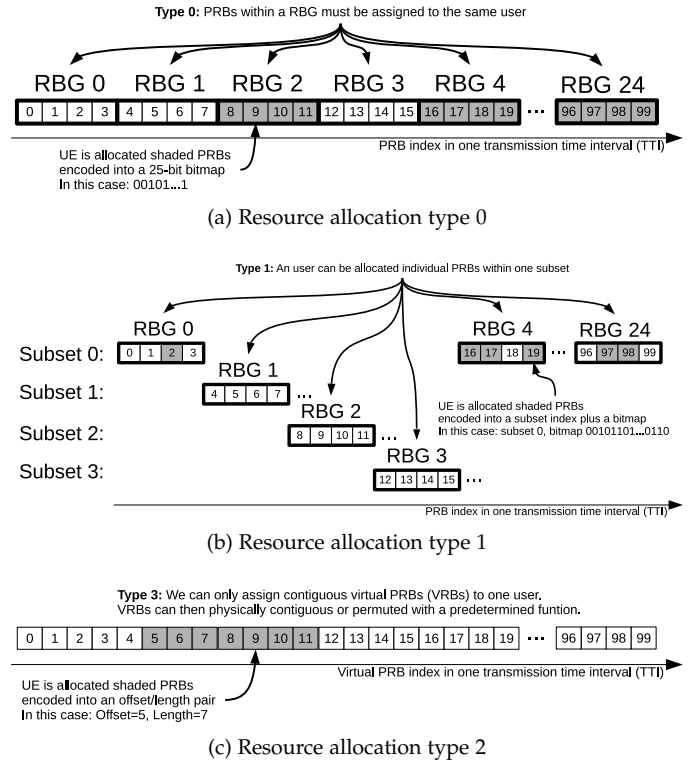 Type 0: PRBs within a RBG must be assigned to the same user
RBG 0 RBG 1 RBG 2 RBG 3 RBG 4 RBG 24
0 1 2 3 4 5 6 7 8 9 10 11 12 13 14 15 16 17 18 19 ... 96 97 98 99
PRB index in one transmission time interval (TTI)
UE is allocated shaded PRBs
encoded into a 25-bit bitmap
In this case: 00101...1
(a) Resource allocation type 0
Type 1: An user can be allocated individual PRBs within one subset
RBG 0 RBG 4 RBG 24
Subset 0: 0 1 2 3 16 17 18 19 ... 96 97 98 99
RBG 1
Subset 1: 4 5 6 7 ...
RBG 2
Subset 2: 8 9 10 11 ...
RBG 3
Subset 3: 12 13 14 15 ...
UE is allocated shaded PRBs
encoded into a subset index plus a bitmap
In this case: subset 0, bitmap 00101101...0110
PRB index in one transmission time interval (TTI)
(b) Resource allocation type 1
Type 3: We can only assign contiguous virtual PRBs (VRBs) to one user.
VRBs can then physically contiguous or permuted with a predetermined funtion.
0 1 2 3 4 5 6 7 8 9 10 11 12 13 14 15 16 17 18 19 ... 96 97 98 99
Virtual PRB index in one transmission time interval (TTI)
UE is allocated shaded PRBs
encoded into an offset/length pair
In this case: Offset=5, Length=7
(c) Resource allocation type 2